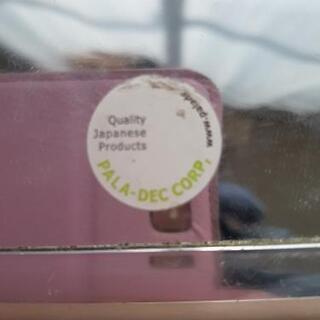 Quality
Japanese
Products
PALA-DEC CORP.